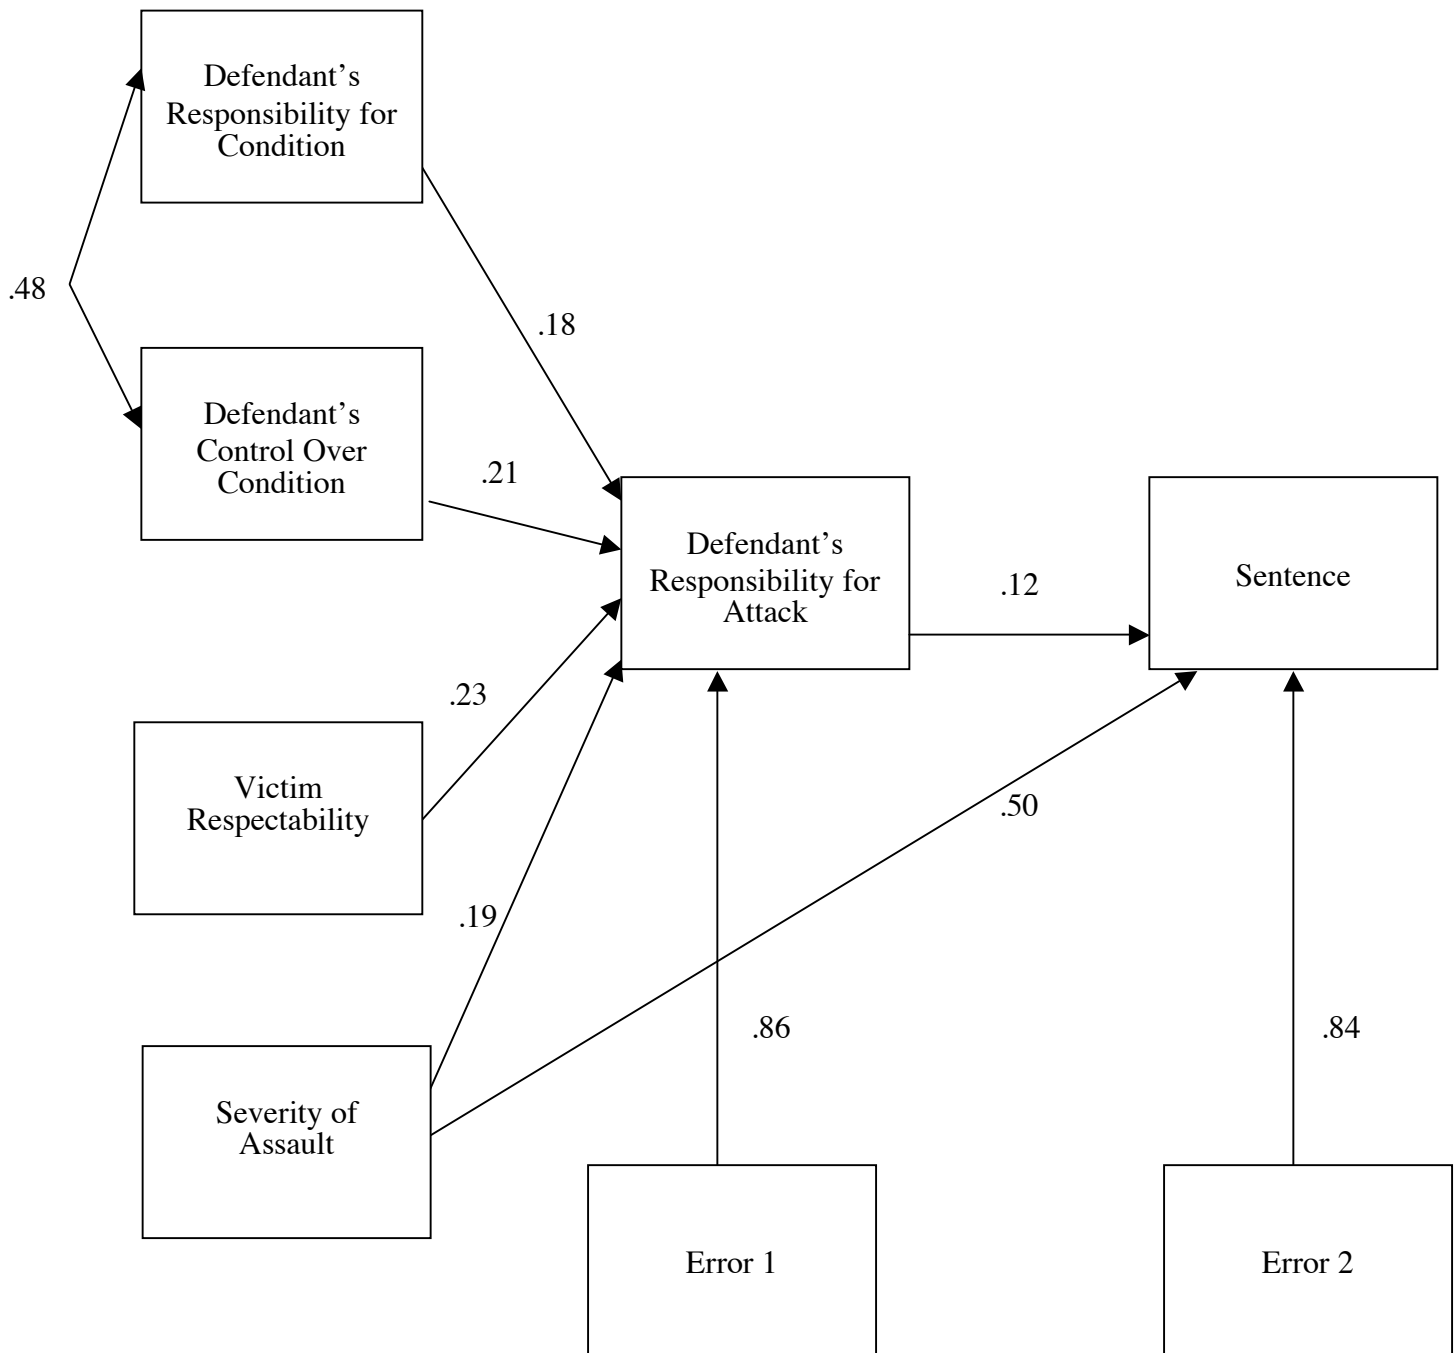 Defendant’s
Responsibility for
Condition
.48
.18
Defendant’s
Control Over
Condition
.21
Defendant’s
Responsibility for
Attack
.12
Sentence
.23
Victim
Respectability
.50
.19
.86
.84
Severity of
Assault
Error 1
Error 2